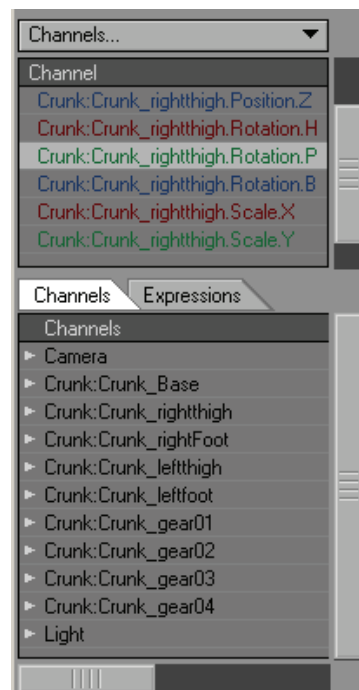 Channels...
Channel
Crunk:Crunk_rightthigh.Position.Z
Crunk:Crunk_rightthigh.Rotation.H
Crunk:Crunk_rightthigh.Rotation.P
Crunk:Crunk_rightthigh.Rotation.B
Crunk:Crunk_rightthigh.Scale.X
Crunk:Crunk_rightthigh.Scale.Y
Channels Expressions
Channels
Camera
Crunk:Crunk_Base
Crunk:Crunk_rightthigh
Crunk:Crunk_rightFoot
Crunk:Crunk_leftthigh
Crunk:Crunk_leftfoot
Crunk:Crunk_gear01
Crunk:Crunk_gear02
Crunk:Crunk_gear03
Crunk:Crunk_gear04
Light